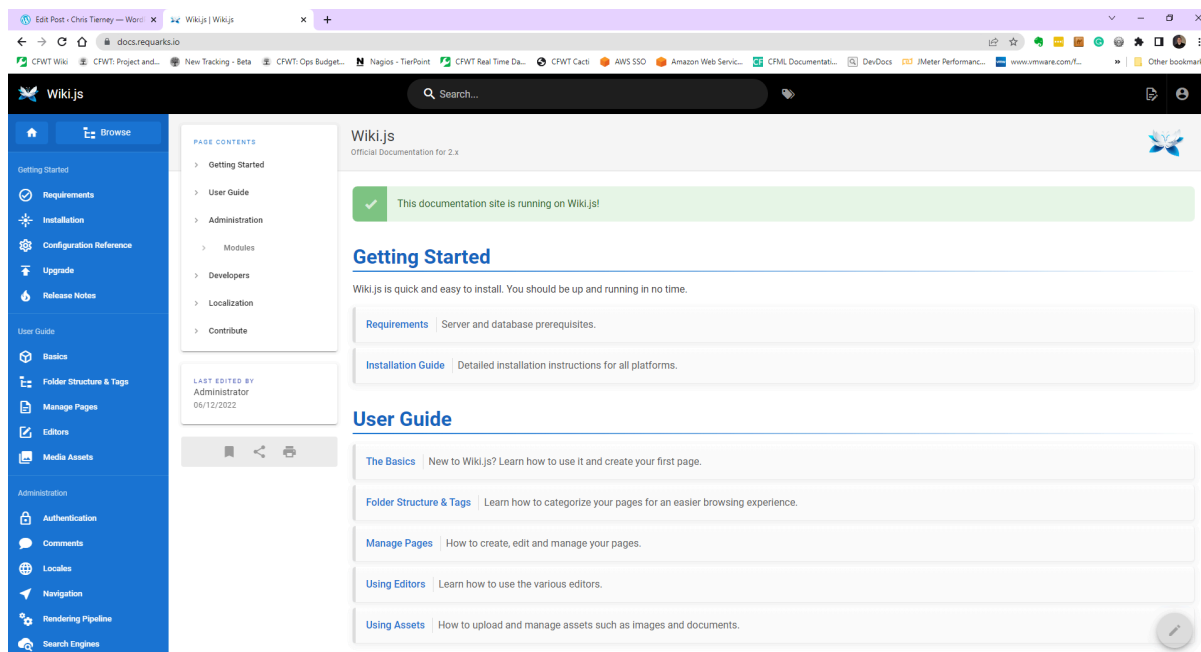 Edit Post ‹ Chris Tierney — Word
Wiki.js | Wiki.js
docs.requarks.io
CFWT Wiki
CFWT: Project and...
New Tracking - Beta
CFWT: Ops Budget...
Nagios - TierPoint
CFWT Real Time Da...
CFWT Cacti
AWS SSO
Amazon Web Servic...
CFML Documentati...
DevDocs
JMeter Performanc...
www.vmware.com/f...
Other bookmark
Wiki.js
Search...
Browse
Getting Started
Requirements
Installation
Configuration Reference
Upgrade
Release Notes
User Guide
Basics
Folder Structure & Tags
Manage Pages
Editors
Media Assets
Administration
Authentication
Comments
Locales
Navigation
Rendering Pipeline
Search Engines
PAGE CONTENTS
Getting Started
User Guide
Administration
Modules
Developers
Localization
Contribute
LAST EDITED BY
Administrator
06/12/2022
Wiki.js
Official Documentation for 2.x
This documentation site is running on Wiki.js!
Getting Started
Wiki.js is quick and easy to install. You should be up and running in no time.
Requirements Server and database prerequisites.
Installation Guide Detailed installation instructions for all platforms.
User Guide
The Basics New to Wiki.js? Learn how to use it and create your first page.
Folder Structure & Tags Learn how to categorize your pages for an easier browsing experience.
Manage Pages How to create, edit and manage your pages.
Using Editors Learn how to use the various editors.
Using Assets How to upload and manage assets such as images and documents.